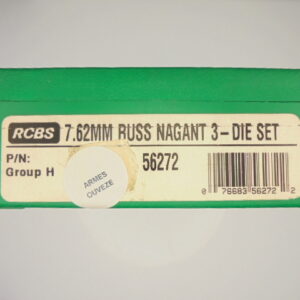 RCBS 7.62MM RUSS NAGANT 3-DIE SET
P/N: 56272
Group H
ARMES
OUVEZE
0 76683 56272 2